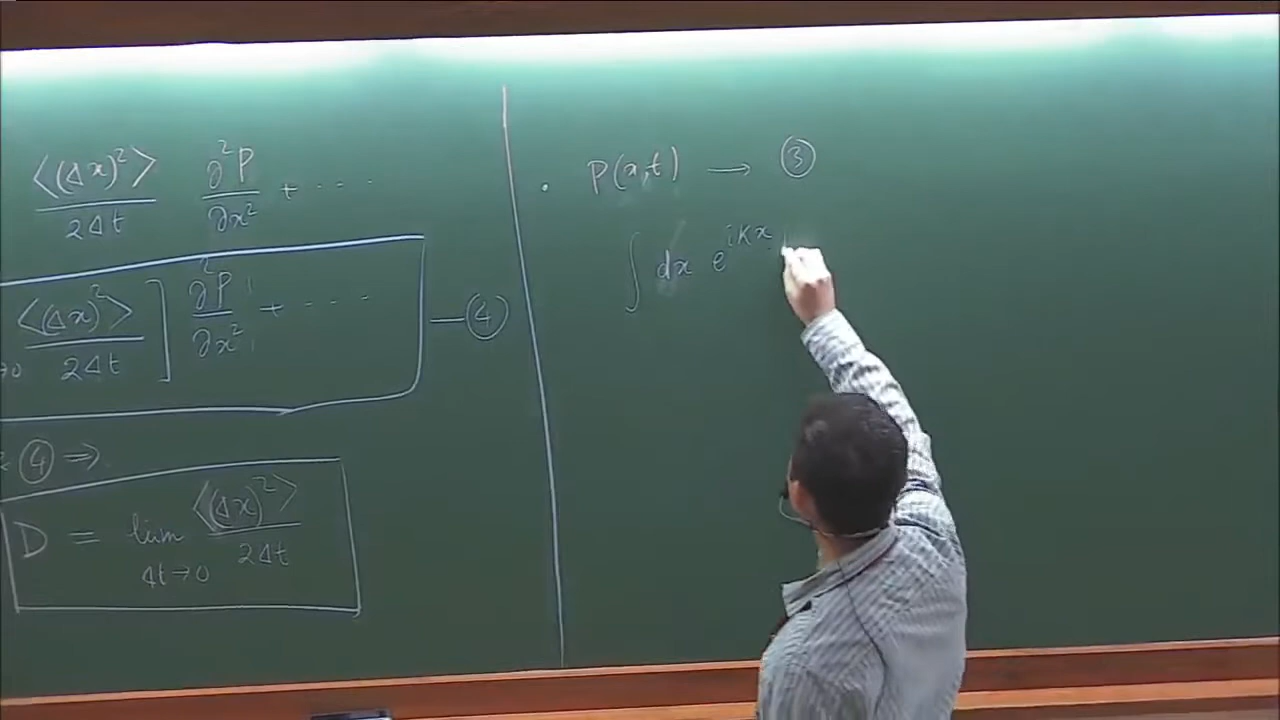 ⟨(Δx)²⟩/2Δt ∂²P/∂x² + ....
⟨(Δx)²⟩/2Δt ] ∂²P/∂x² + .... — ④
→0
④ ⇒
D = lim Δt→0 ⟨(Δx)²⟩/2Δt
• P(x,t) → ③
∫ dx e^{iKx}